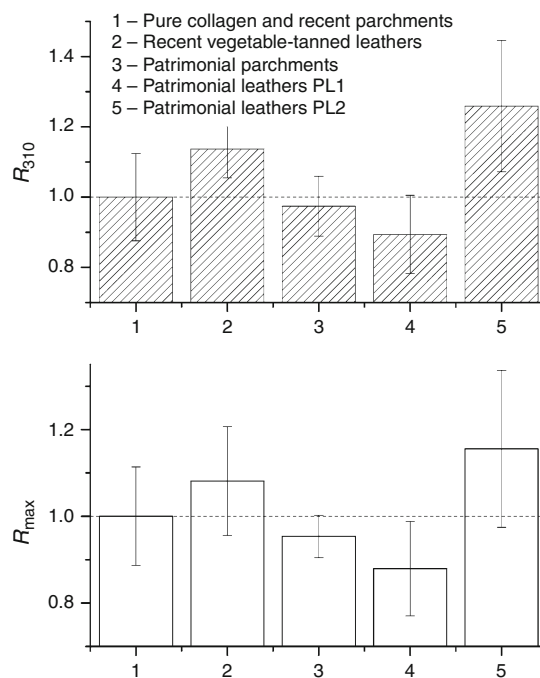 1 – Pure collagen and recent parchments
2 – Recent vegetable-tanned leathers
3 – Patrimonial parchments
4 – Patrimonial leathers PL1
5 – Patrimonial leathers PL2
1.4
1.2
1.0
0.8
R310
1 2 3 4 5
1.2
1.0
0.8
Rmax
1 2 3 4 5